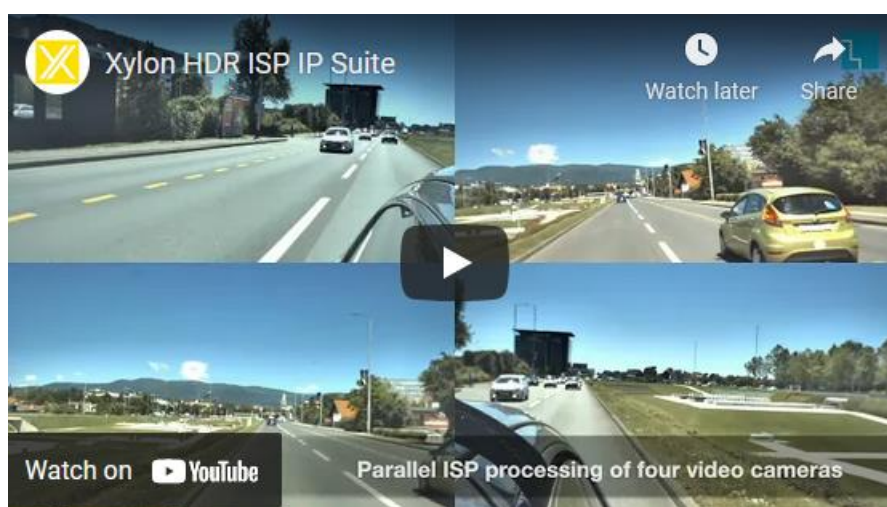 Xylon HDR ISP IP Suite
Watch later
Share
Watch on YouTube
Parallel ISP processing of four video cameras